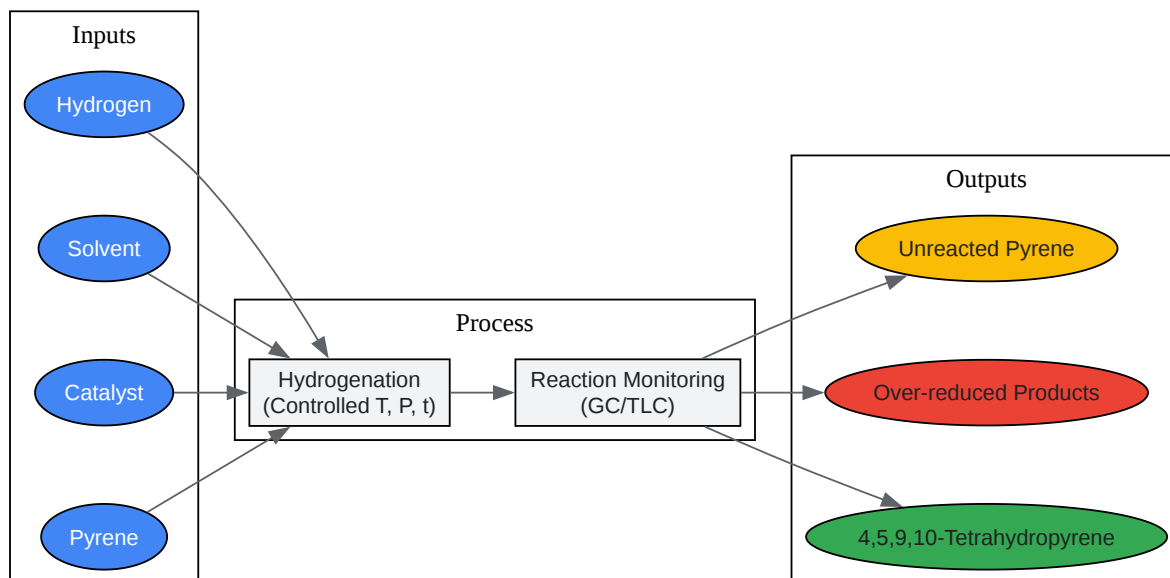 Inputs
Hydrogen
Solvent
Catalyst
Pyrene
Process
Hydrogenation
(Controlled T, P, t)
Reaction Monitoring
(GC/TLC)
Outputs
Unreacted Pyrene
Over-reduced Products
4,5,9,10-Tetrahydropyrene